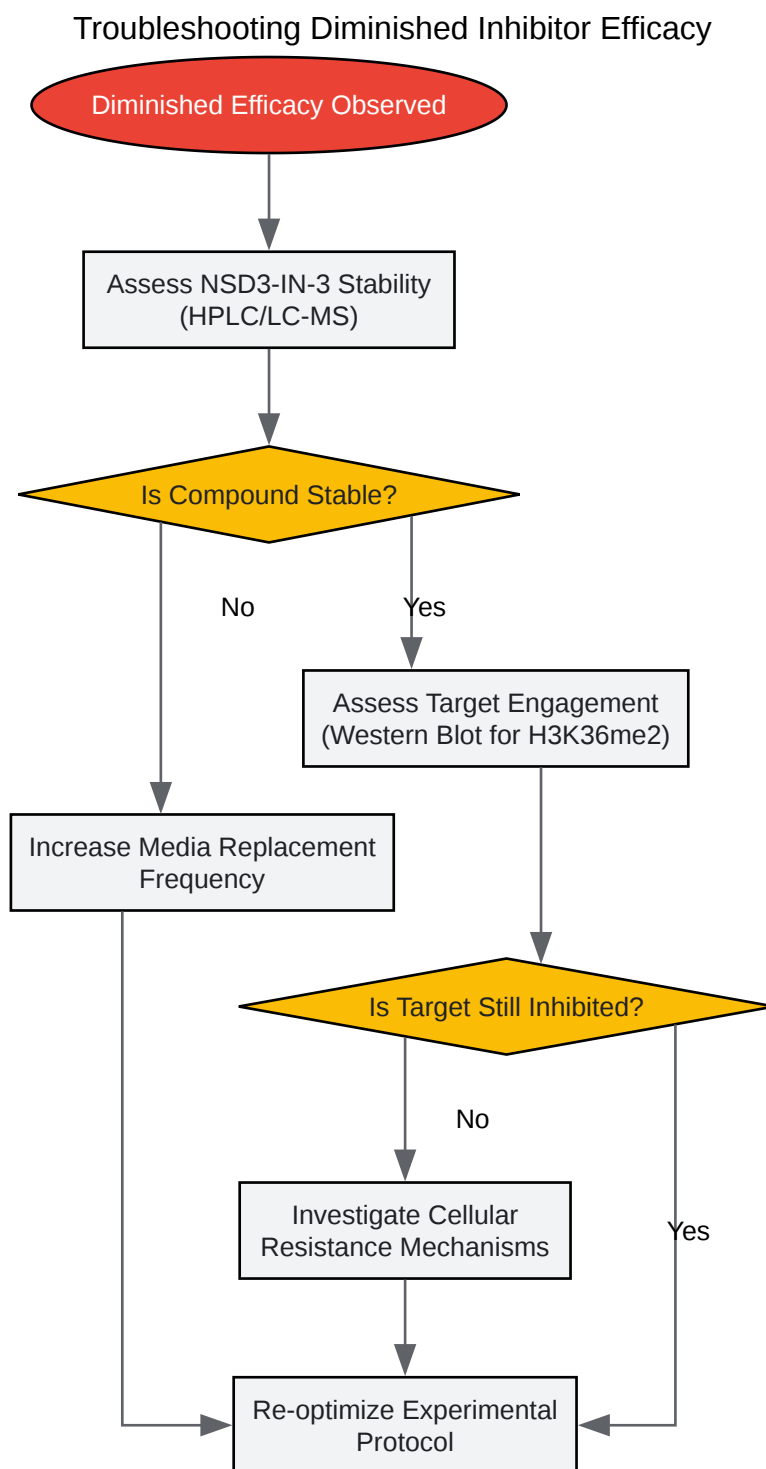 Troubleshooting Diminished Inhibitor Efficacy
Diminished Efficacy Observed
Assess NSD3-IN-3 Stability
(HPLC/LC-MS)
Is Compound Stable?
No
Yes
Assess Target Engagement
(Western Blot for H3K36me2)
Increase Media Replacement
Frequency
Is Target Still Inhibited?
No
Investigate Cellular
Resistance Mechanisms
Yes
Re-optimize Experimental
Protocol